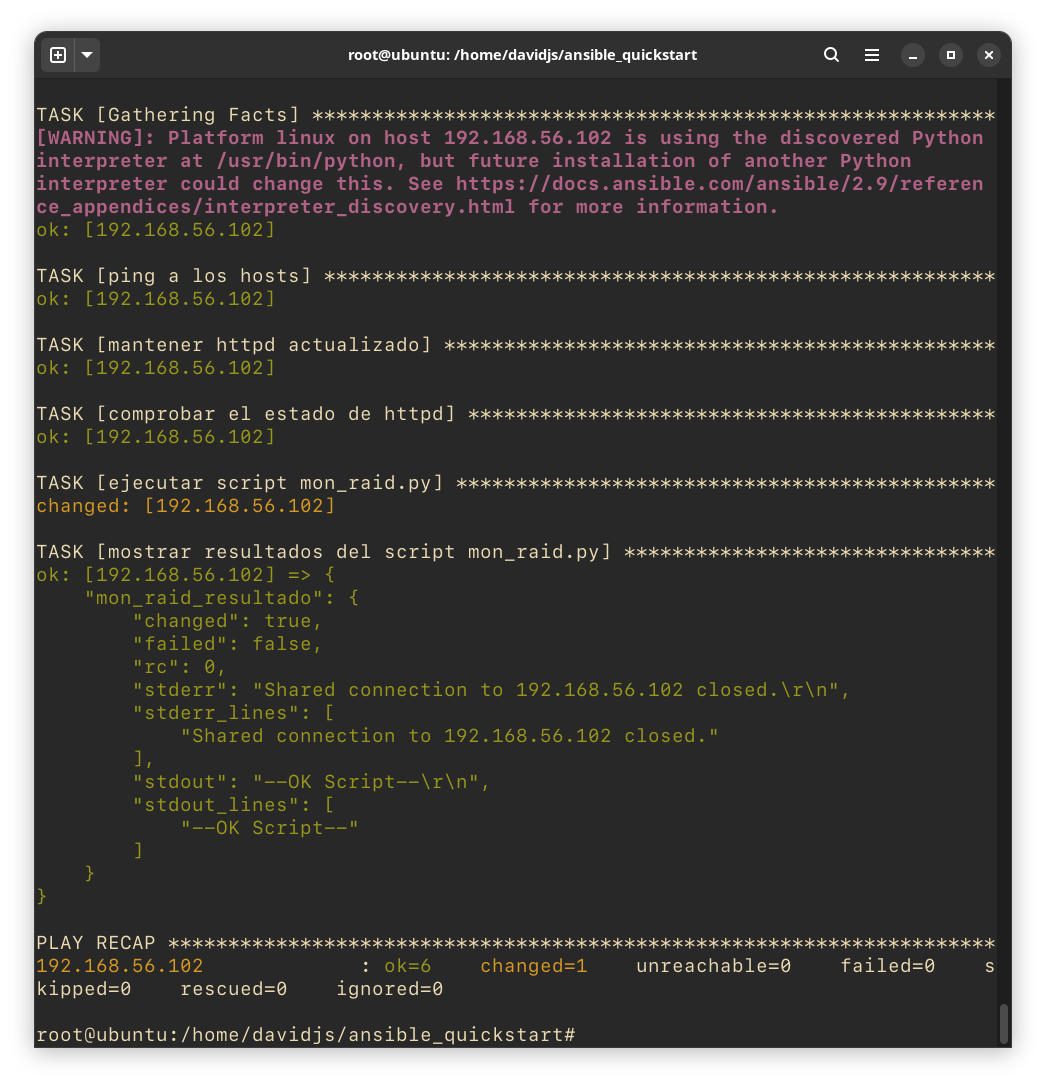 root@ubuntu: /home/davidjs/ansible_quickstart
TASK [Gathering Facts] *********************************************************
[WARNING]: Platform linux on host 192.168.56.102 is using the discovered Python
interpreter at /usr/bin/python, but future installation of another Python
interpreter could change this. See https://docs.ansible.com/ansible/2.9/referen
ce_appendices/interpreter_discovery.html for more information.
ok: [192.168.56.102]
TASK [ping a los hosts] ********************************************************
ok: [192.168.56.102]
TASK [mantener httpd actualizado] **********************************************
ok: [192.168.56.102]
TASK [comprobar el estado de httpd] ********************************************
ok: [192.168.56.102]
TASK [ejecutar script mon_raid.py] *********************************************
changed: [192.168.56.102]
TASK [mostrar resultados del script mon_raid.py] *******************************
ok: [192.168.56.102] => {
    "mon_raid_resultado": {
        "changed": true,
        "failed": false,
        "rc": 0,
        "stderr": "Shared connection to 192.168.56.102 closed.\r\n",
        "stderr_lines": [
            "Shared connection to 192.168.56.102 closed."
        ],
        "stdout": "--OK Script--\r\n",
        "stdout_lines": [
            "--OK Script--"
        ]
    }
}
PLAY RECAP *********************************************************************
192.168.56.102             : ok=6    changed=1    unreachable=0    failed=0    s
kipped=0    rescued=0    ignored=0
root@ubuntu:/home/davidjs/ansible_quickstart#